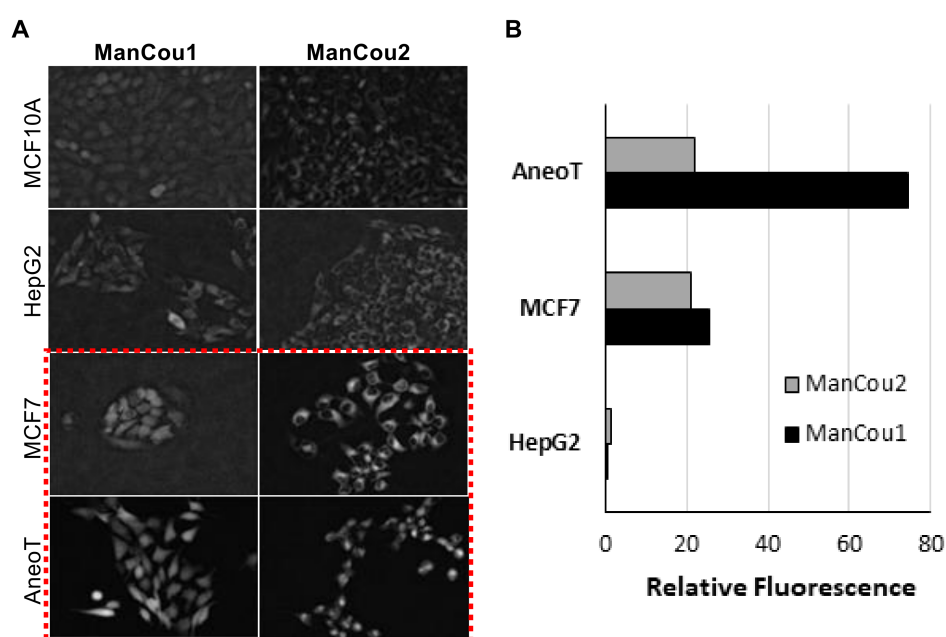 A
ManCou1 ManCou2
MCF10A
HepG2
MCF7
AneoT
B
AneoT
MCF7
HepG2
ManCou2
ManCou1
0 20 40 60 80
Relative Fluorescence